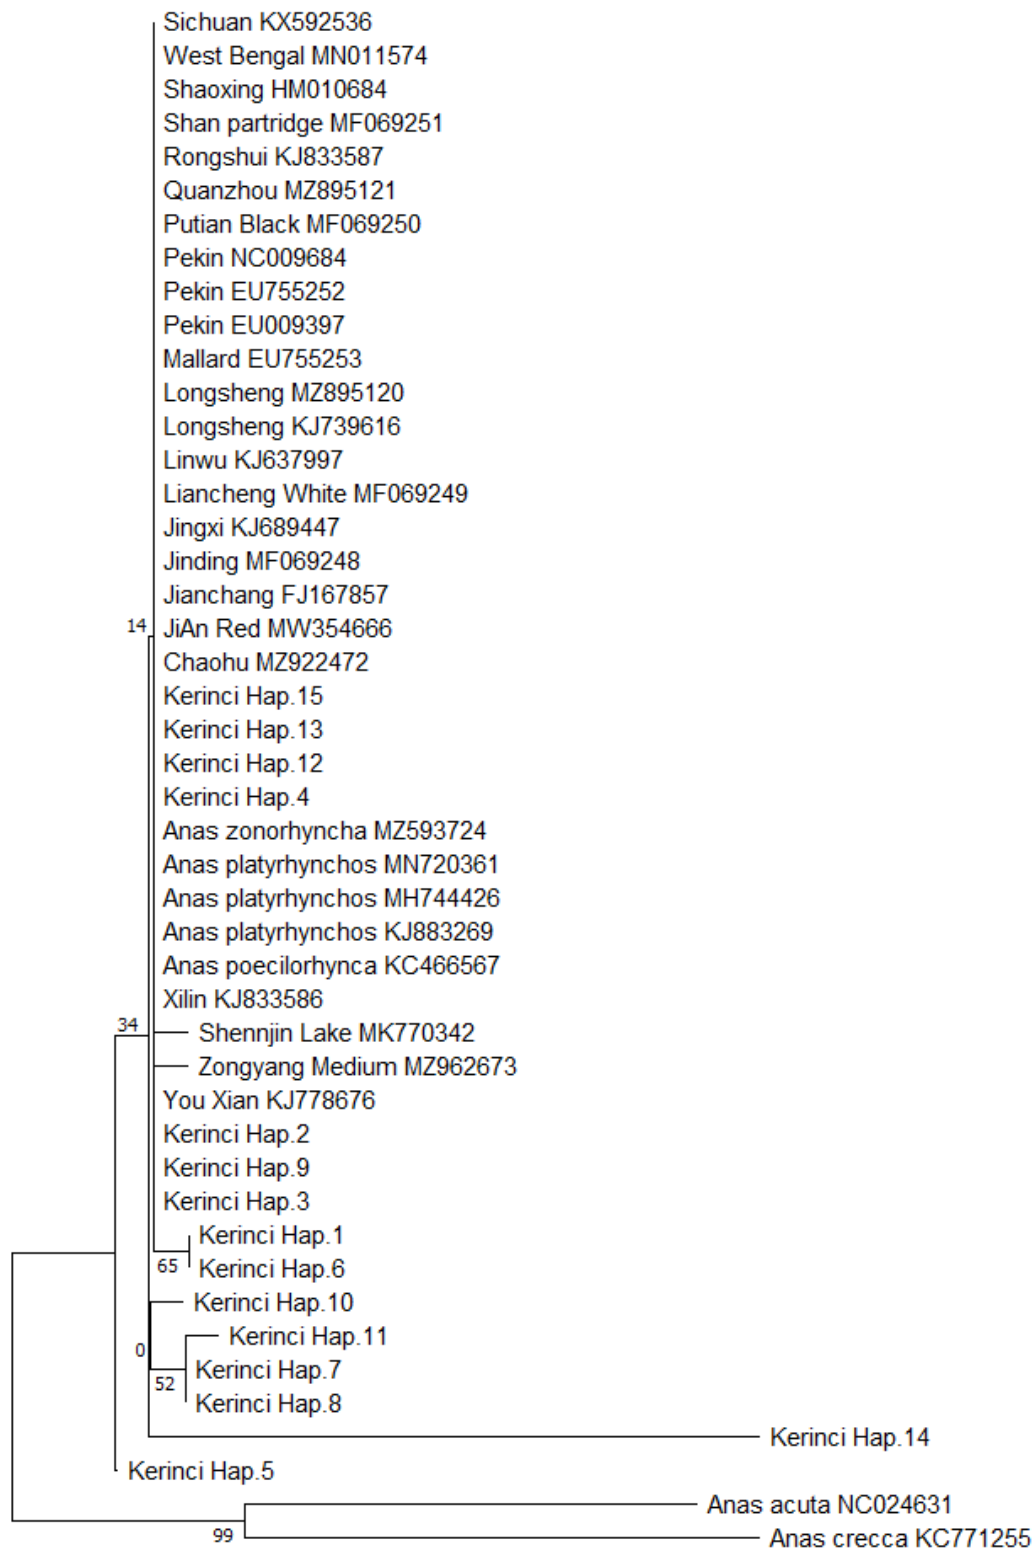 Sichuan KX592536
West Bengal MN011574
Shaoxing HM010684
Shan partridge MF069251
Rongshui KJ833587
Quanzhou MZ895121
Putian Black MF069250
Pekin NC009684
Pekin EU755252
Pekin EU009397
Mallard EU755253
Longsheng MZ895120
Longsheng KJ739616
Linwu KJ637997
Liancheng White MF069249
Jingxi KJ689447
Jinding MF069248
Jianchang FJ167857
14 JiAn Red MW354666
Chaohu MZ922472
Kerinci Hap.15
Kerinci Hap.13
Kerinci Hap.12
Kerinci Hap.4
Anas zonorhyncha MZ593724
Anas platyrhynchos MN720361
Anas platyrhynchos MH744426
Anas platyrhynchos KJ883269
Anas poecilorhynca KC466567
Xilin KJ833586
34 Shennjin Lake MK770342
Zongyang Medium MZ962673
You Xian KJ778676
Kerinci Hap.2
Kerinci Hap.9
Kerinci Hap.3
Kerinci Hap.1
65 Kerinci Hap.6
Kerinci Hap.10
0 Kerinci Hap.11
Kerinci Hap.7
52 Kerinci Hap.8
Kerinci Hap.14
Kerinci Hap.5
Anas acuta NC024631
99 Anas crecca KC771255